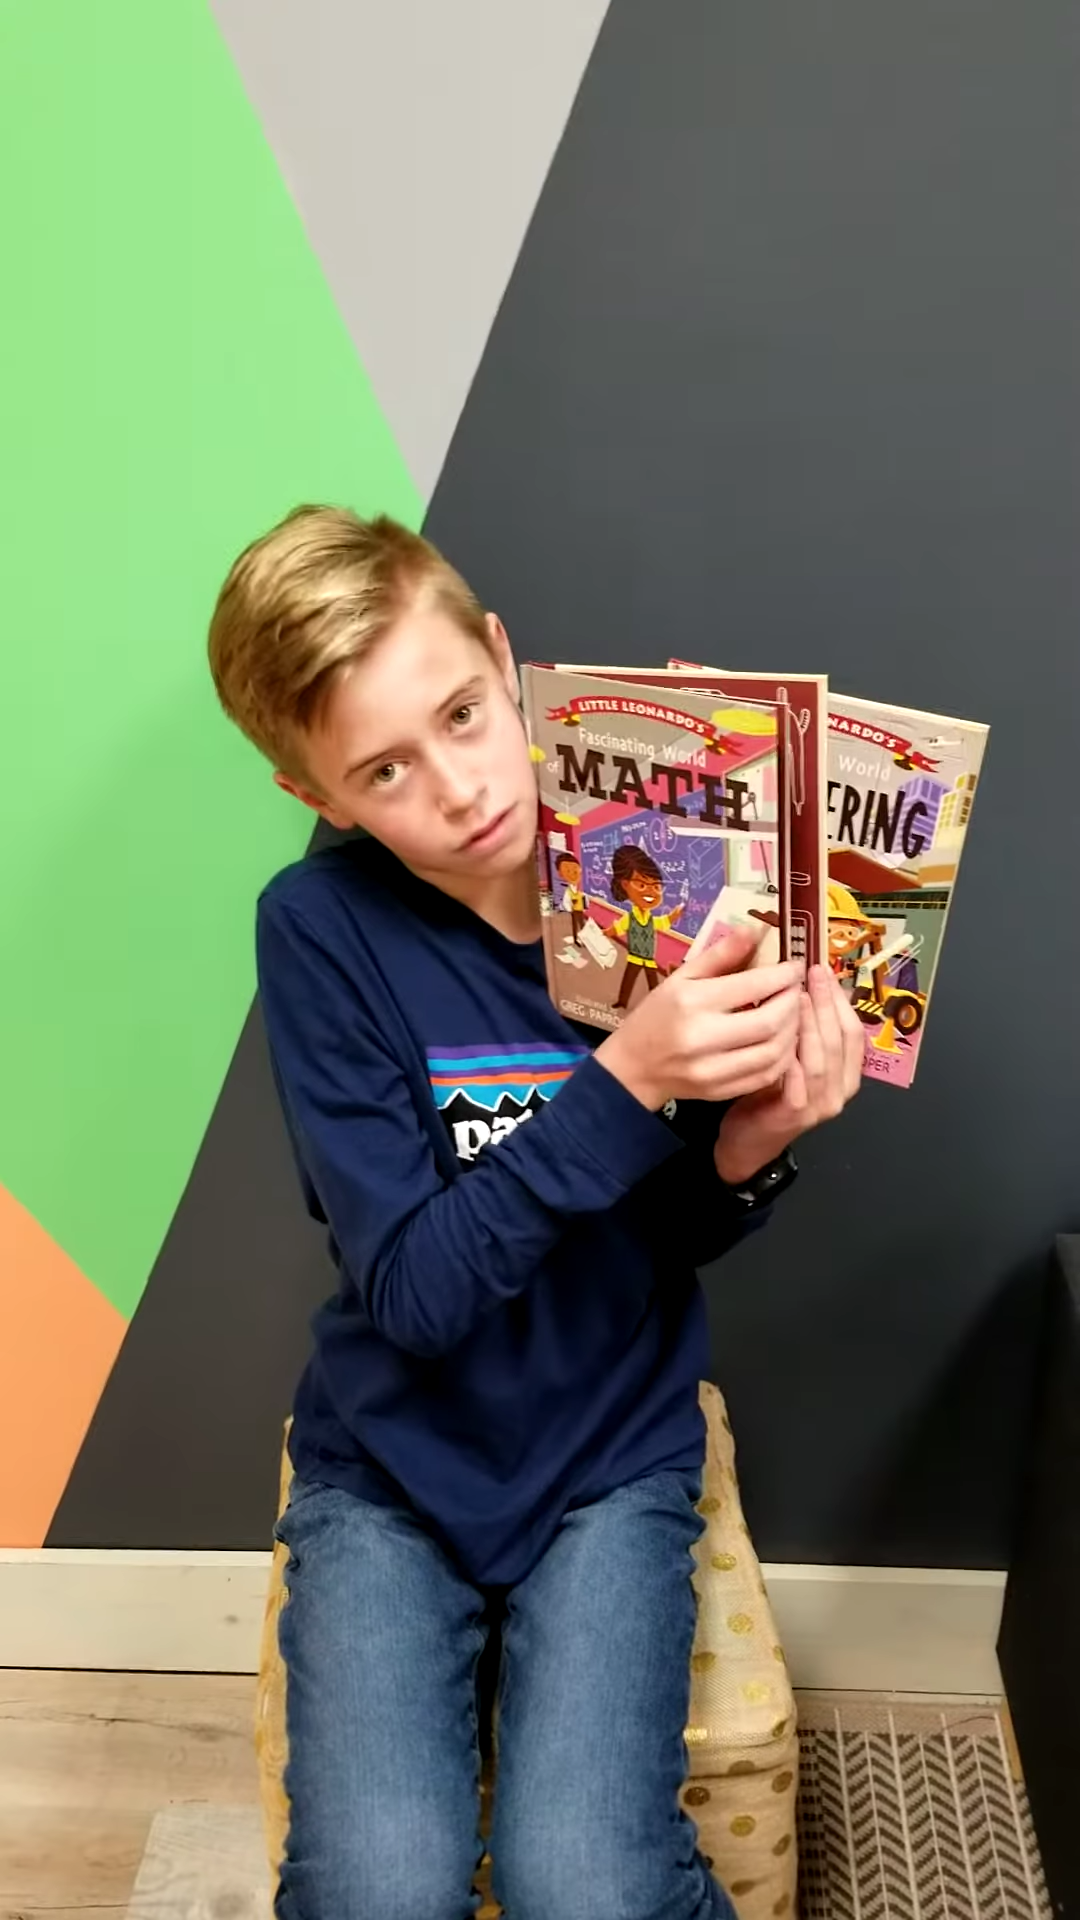 LITTLE LEONARDO'S
Fascinating World
of MATH
GREG PAPRO
NARDO'S
World
ERING
OPER
pa